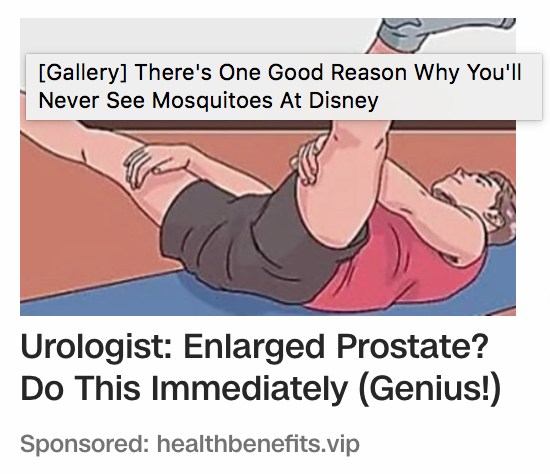 [Gallery] There's One Good Reason Why You'll
Never See Mosquitoes At Disney
Urologist: Enlarged Prostate?
Do This Immediately (Genius!)
Sponsored: healthbenefits.vip